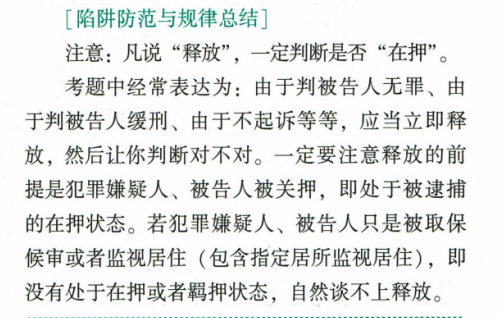 [陷阱防范与规律总结]
注意：凡说“释放”，一定判断是否“在押”。
考题中经常表达为：由于判被告人无罪、由
于判被告人缓刑、由于不起诉等等，应当立即释
放，然后让你判断对不对。一定要注意释放的前
提是犯罪嫌疑人、被告人被关押，即处于被逮捕
的在押状态。若犯罪嫌疑人、被告人只是被取保
候审或者监视居住（包含指定居所监视居住），即
没有处于在押或者羁押状态，自然谈不上释放。